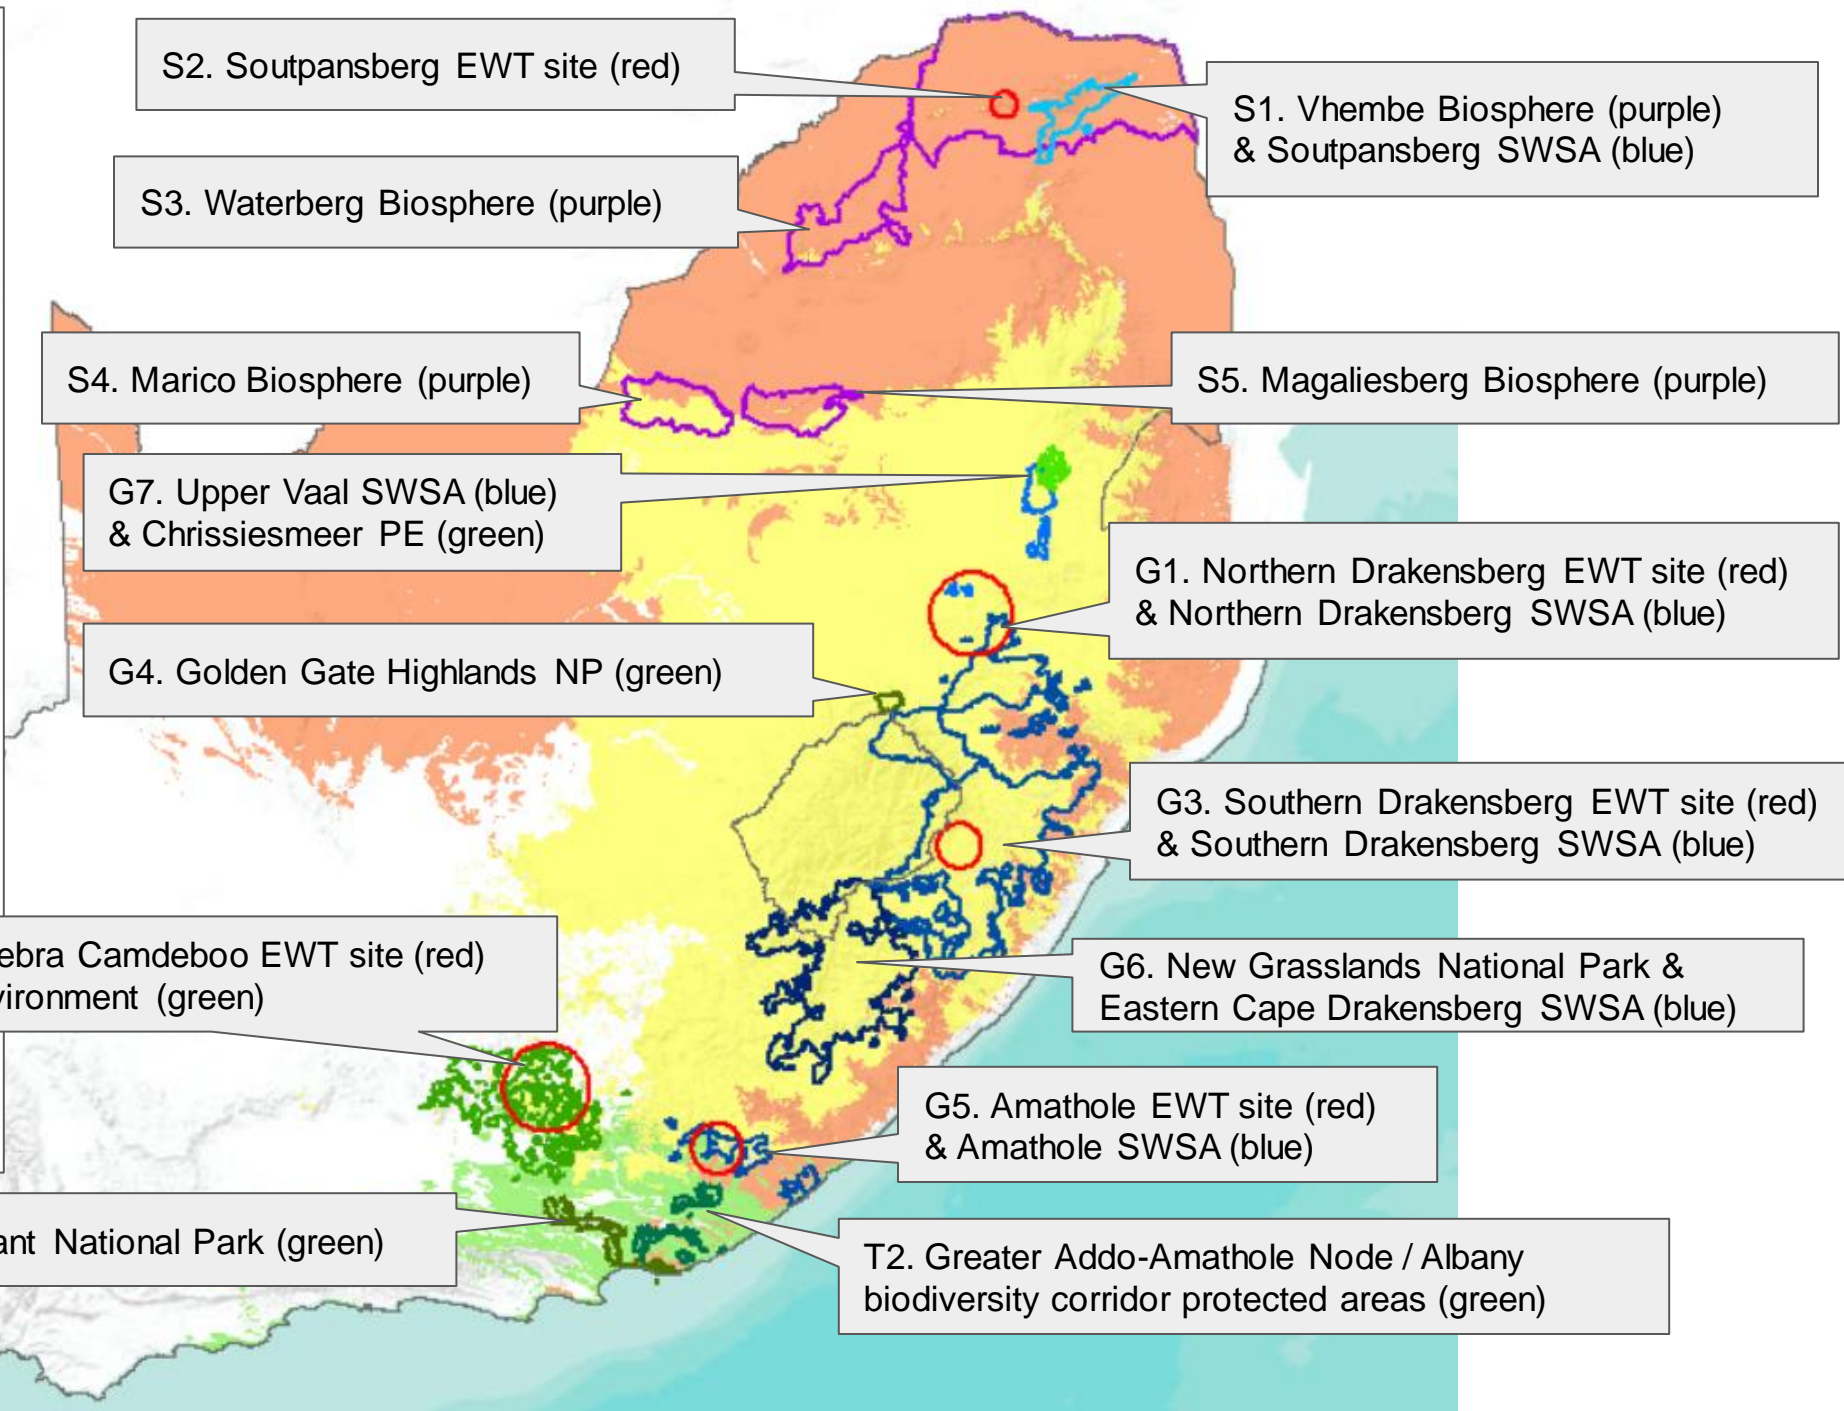 S2. Soutpansberg EWT site (red)
S1. Vhembe Biosphere (purple)
& Soutpansberg SWSA (blue)
S3. Waterberg Biosphere (purple)
S4. Marico Biosphere (purple)
S5. Magaliesberg Biosphere (purple)
G7. Upper Vaal SWSA (blue)
& Chrissiesmeer PE (green)
G1. Northern Drakensberg EWT site (red)
& Northern Drakensberg SWSA (blue)
G4. Golden Gate Highlands NP (green)
G3. Southern Drakensberg EWT site (red)
& Southern Drakensberg SWSA (blue)
ebra Camdeboo EWT site (red)
vironment (green)
G6. New Grasslands National Park &
Eastern Cape Drakensberg SWSA (blue)
G5. Amathole EWT site (red)
& Amathole SWSA (blue)
ant National Park (green)
T2. Greater Addo-Amathole Node / Albany
biodiversity corridor protected areas (green)